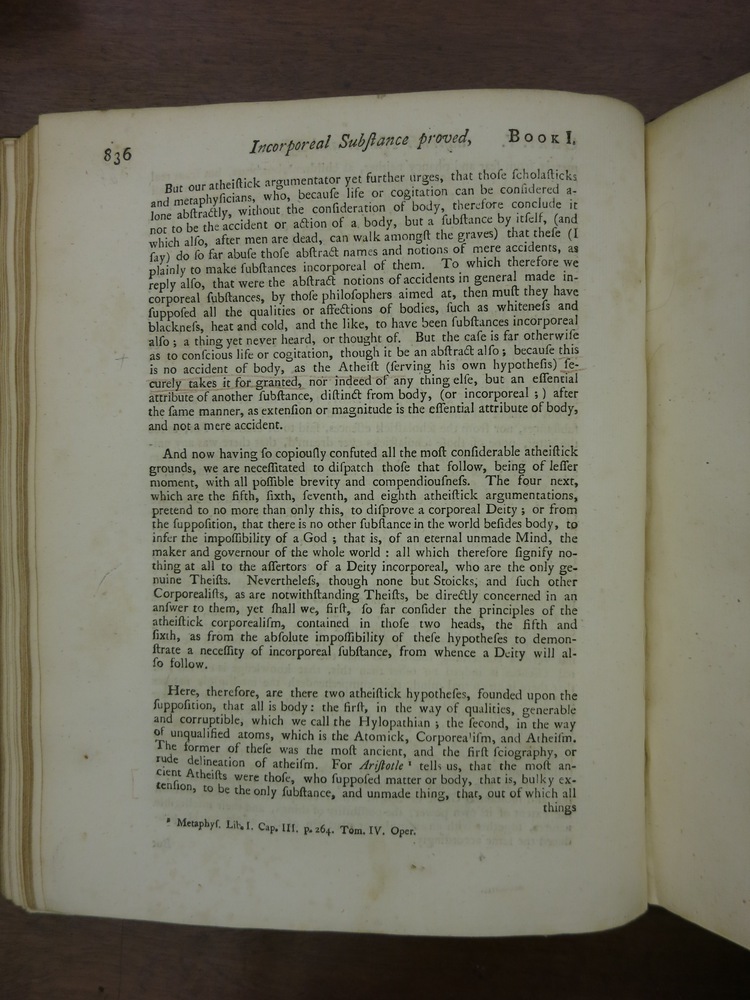 836
Incorporeal Subſtance proved,
BOOK I.
But our atheiſtick argumentator yet further urges, that thoſe ſcholaſticks
and metaphyſicians, who, becauſe life or cogitation can be conſidered a-
lone abſtractly, without the conſideration of body, therefore conclude it
not to be the accident or action of a body, but a ſubſtance by itſelf, (and
which alſo, after men are dead, can walk amongſt the graves) that theſe (I
ſay) do ſo far abuſe thoſe abſtract names and notions of mere accidents, as
plainly to make ſubſtances incorporeal of them. To which therefore we
reply alſo, that were the abſtract notions of accidents in general made in-
corporeal ſubſtances, by thoſe philoſophers aimed at, then muſt they have
ſuppoſed all the qualities or affections of bodies, ſuch as whiteneſs and
blackneſs, heat and cold, and the like, to have been ſubſtances incorporeal
alſo; a thing yet never heard, or thought of. But the caſe is far otherwiſe
as to conſcious life or cogitation, though it be an abſtract alſo; becauſe this
is no accident of body, as the Atheiſt (ſerving his own hypotheſis) ſe-
curely takes it for granted, nor indeed of any thing elſe, but an eſſential
attribute of another ſubſtance, diſtinct from body, (or incorporeal ;) after
the ſame manner, as extenſion or magnitude is the eſſential attribute of body,
and not a mere accident.
And now having ſo copiouſly confuted all the moſt conſiderable atheiſtick
grounds, we are neceſſitated to diſpatch thoſe that follow, being of leſſer
moment, with all poſſible brevity and compendiouſneſs. The four next,
which are the fifth, ſixth, ſeventh, and eighth atheiſtick argumentations,
pretend to no more than only this, to diſprove a corporeal Deity ; or from
the ſuppoſition, that there is no other ſubſtance in the world beſides body, to
infer the impoſſibility of a God ; that is, of an eternal unmade Mind, the
maker and governour of the whole world : all which therefore ſignify no-
thing at all to the aſſertors of a Deity incorporeal, who are the only ge-
nuine Theiſts. Nevertheleſs, though none but Stoicks, and ſuch other
Corporealiſts, as are notwithſtanding Theiſts, be directly concerned in an
anſwer to them, yet ſhall we, firſt, ſo far conſider the principles of the
atheiſtick corporealiſm, contained in thoſe two heads, the fifth and
ſixth, as from the abſolute impoſſibility of theſe hypotheſes to demon-
ſtrate a neceſſity of incorporeal ſubſtance, from whence a Deity will al-
ſo follow.
Here, therefore, are there two atheiſtick hypotheſes, founded upon the
ſuppoſition, that all is body : the firſt, in the way of qualities, generable
and corruptible, which we call the Hylopathian ; the ſecond, in the way
of unqualified atoms, which is the Atomick, Corporealiſm, and Atheiſm.
The former of theſe was the moſt ancient, and the firſt ſciography, or
rude delineation of atheiſm. For Ariſtotle ¹ tells us, that the moſt an-
cient Atheiſts were thoſe, who ſuppoſed matter or body, that is, bulky ex-
tenſion, to be the only ſubſtance, and unmade thing, that, out of which all
things
¹ Metaphyſ. Lib. I. Cap. III. p. 264. Tom. IV. Oper.